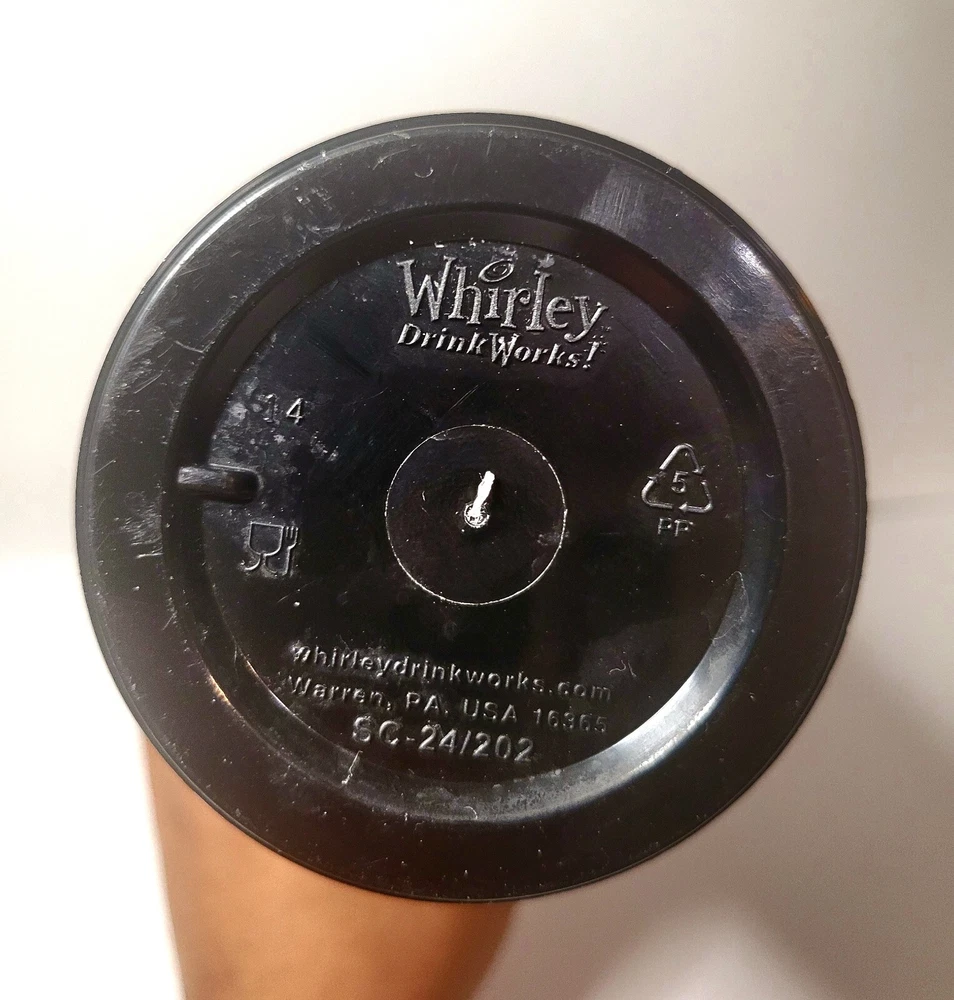 Whirley
DrinkWorks!
14
5
PP
whirleydrinkworks.com
Warren, PA. USA 16365
SC-24/202